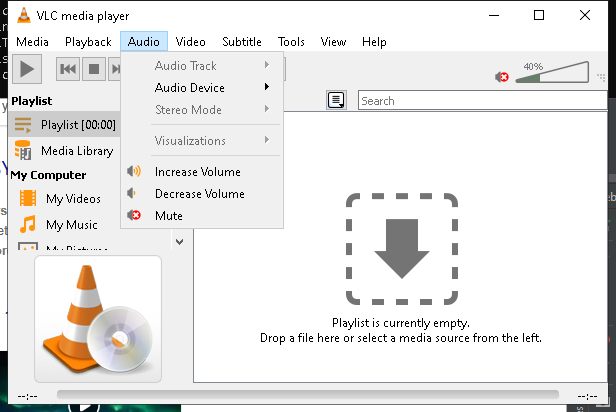 VLC media player
Media Playback Audio Video Subtitle Tools View Help
Audio Track
Audio Device
Stereo Mode
Visualizations
Increase Volume
Decrease Volume
Mute
40%
Search
Playlist
Playlist [00:00]
Media Library
My Computer
My Videos
My Music
Playlist is currently empty.
Drop a file here or select a media source from the left.
--:-- --:--